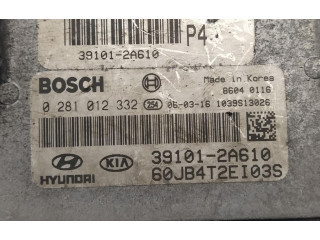 P4
39101-2A610
BOSCH
Made in Korea
8604 0116
0 281 012 332 254 06-03-16 1039S13026
HYUNDAI KIA 39101-2A610
60JB4T2EI03S